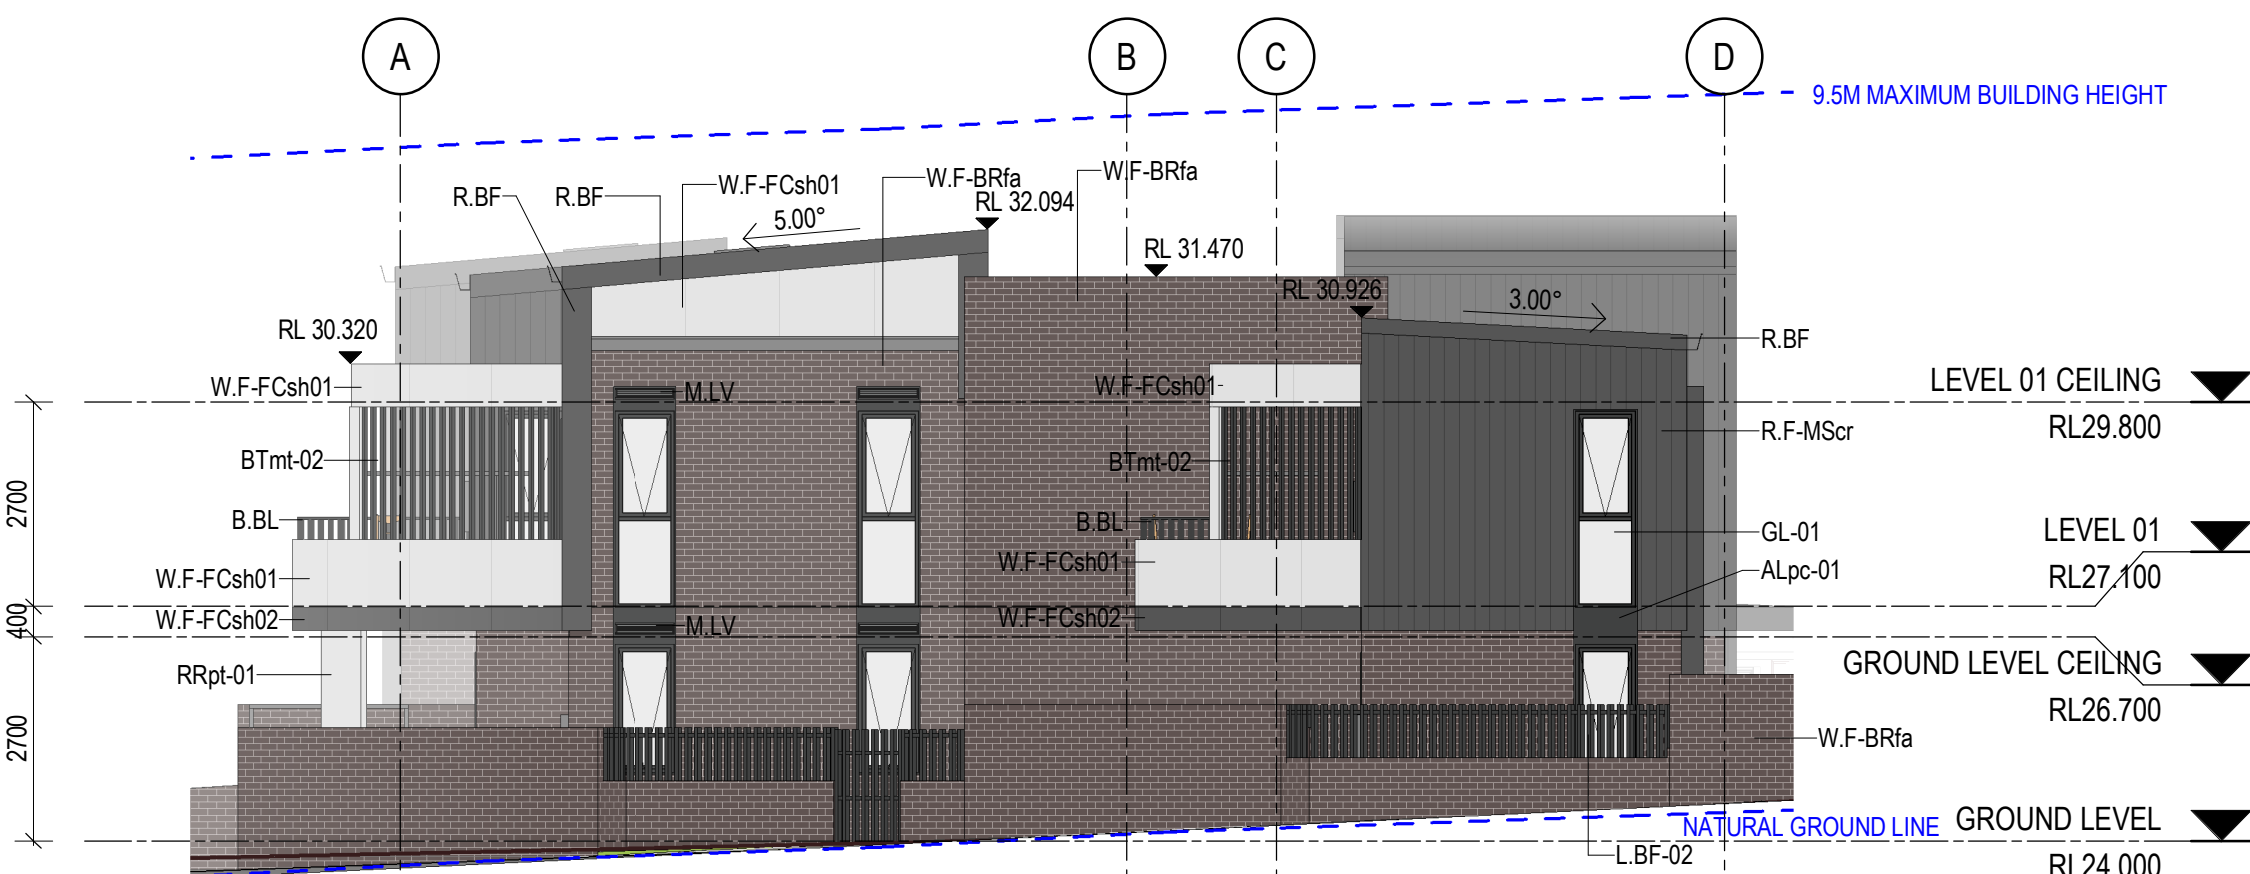 A
B
C
D
9.5M MAXIMUM BUILDING HEIGHT
W.F-BRfa
W.F-FCsh01
W.F-BRfa
R.BF
R.BF
RL 32.094
5.00°
RL 31.470
RL 30.926
3.00°
RL 30.320
R.BF
W.F-FCsh01
M.LV
W.F-FCsh01
LEVEL 01 CEILING
RL29.800
R.F-MScr
BTmt-02
BTmt-02
2700
B.BL
B.BL
GL-01
LEVEL 01
RL27.100
W.F-FCsh01
W.F-FCsh01
ALpc-01
400
W.F-FCsh02
M.LV
W.F-FCsh02
GROUND LEVEL CEILING
RL26.700
RRpt-01
2700
W.F-BRfa
NATURAL GROUND LINE
GROUND LEVEL
L.BF-02
RL24.000